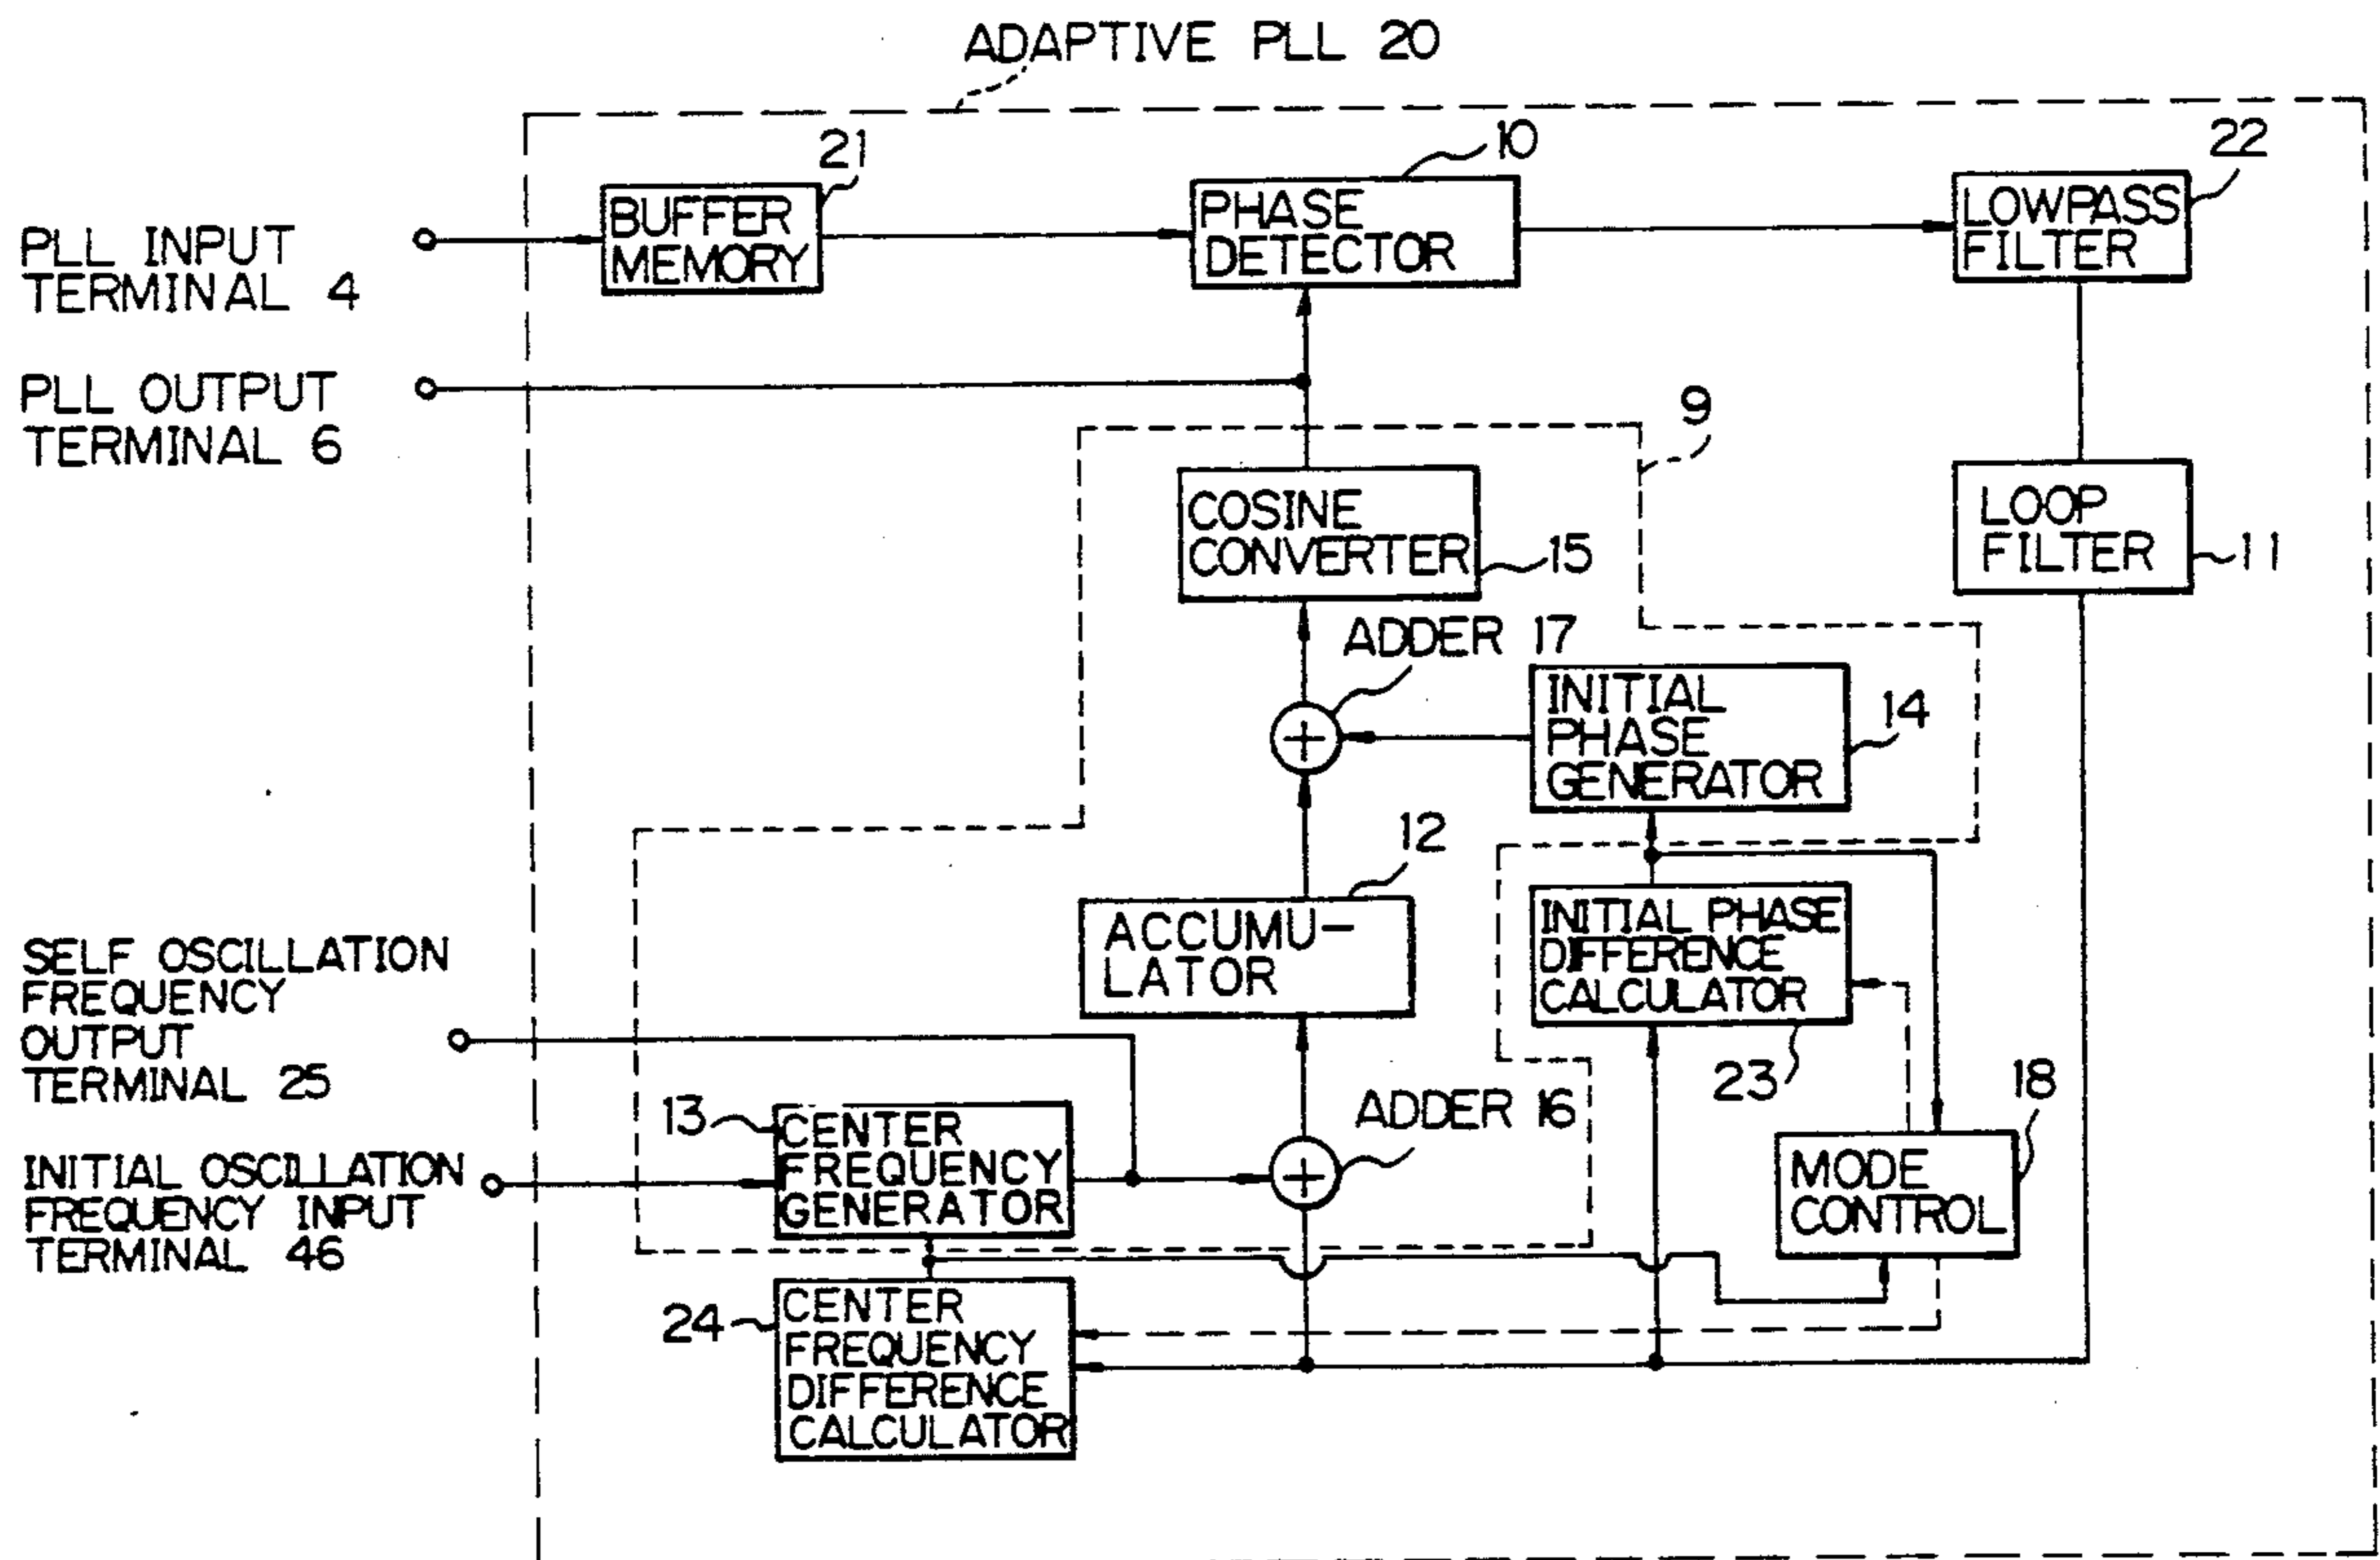 ADAPTIVE PLL 20
21
10
22
BUFFER
MEMORY
PHASE
DETECTOR
LOWPASS
FILTER
PLL INPUT
TERMINAL 4
PLL OUTPUT
TERMINAL 6
9
COSINE
CONVERTER
15
LOOP
FILTER
11
ADDER 17
INITIAL
PHASE
GENERATOR
14
12
ACCUMU-
LATOR
INITIAL PHASE
DIFFERENCE
CALCULATOR
23
SELF OSCILLATION
FREQUENCY
OUTPUT
TERMINAL 25
18
13
CENTER
FREQUENCY
GENERATOR
ADDER 16
MODE
CONTROL
INITIAL OSCILLATION
FREQUENCY INPUT
TERMINAL 46
24
CENTER
FREQUENCY
DIFFERENCE
CALCULATOR